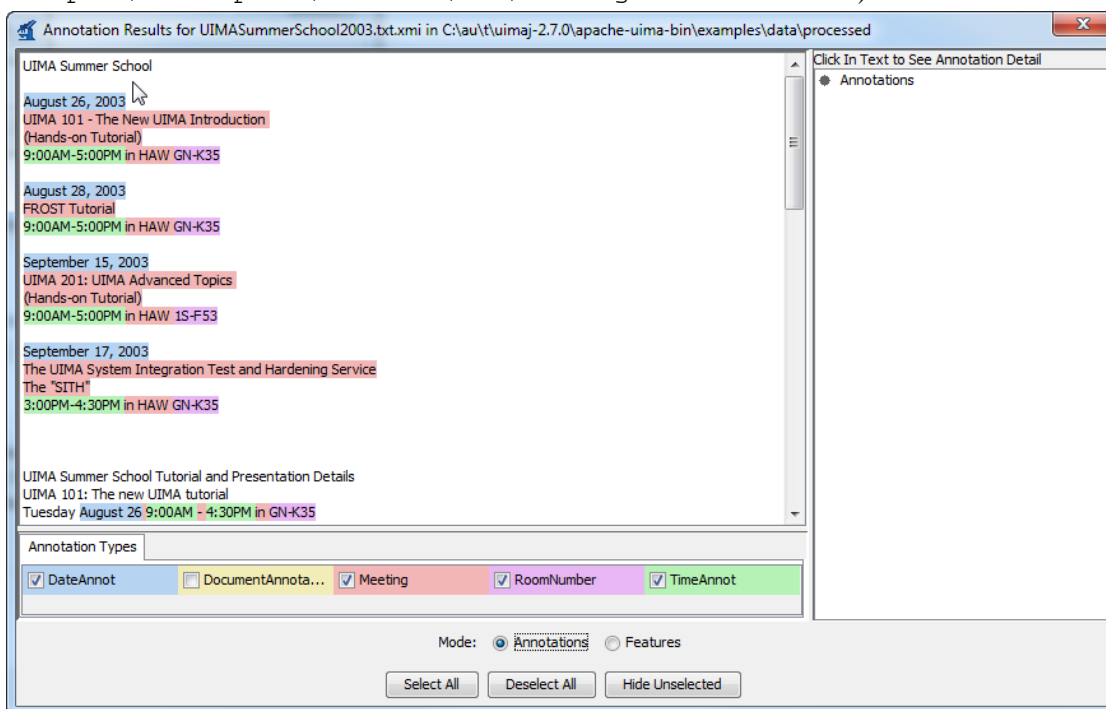 Annotation Results for UIMASummerSchool2003.txt.xmi in C:\au\t\uimaj-2.7.0\apache-uima-bin\examples\data\processed
UIMA Summer School
August 26, 2003
UIMA 101 - The New UIMA Introduction
(Hands-on Tutorial)
9:00AM-5:00PM in HAW GN-K35
August 28, 2003
FROST Tutorial
9:00AM-5:00PM in HAW GN-K35
September 15, 2003
UIMA 201: UIMA Advanced Topics
(Hands-on Tutorial)
9:00AM-5:00PM in HAW 1S-F53
September 17, 2003
The UIMA System Integration Test and Hardening Service
The "SITH"
3:00PM-4:30PM in HAW GN-K35
UIMA Summer School Tutorial and Presentation Details
UIMA 101: The new UIMA tutorial
Tuesday August 26 9:00AM - 4:30PM in GN-K35
Click In Text to See Annotation Detail
Annotations
Annotation Types
DateAnnot DocumentAnnota... Meeting RoomNumber TimeAnnot
Mode: Annotations Features
Select All Deselect All Hide Unselected